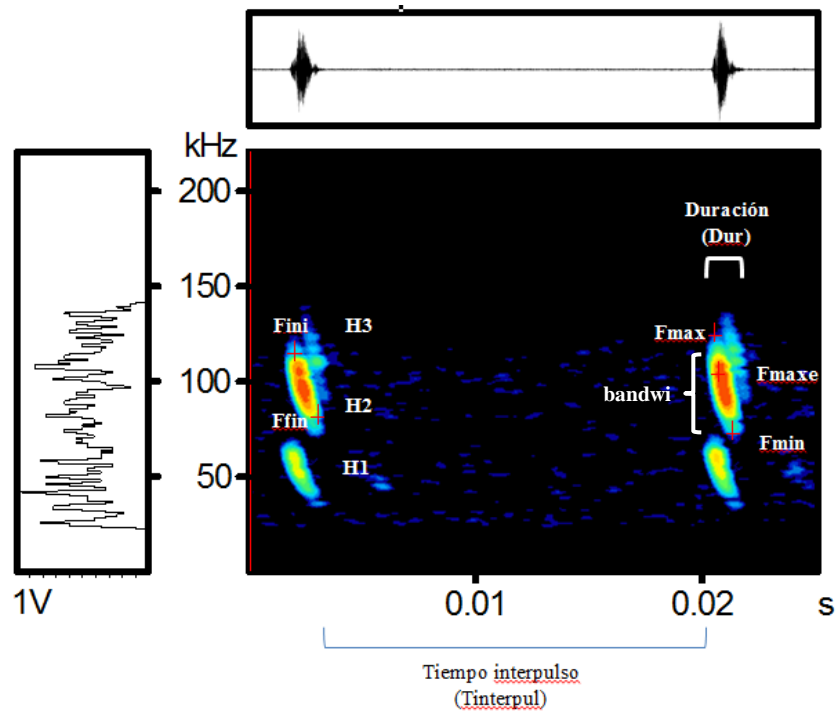 kHz
200
150
100
50
Duración
(Dur)
Fini
H3
Fmax
Fmaxe
bandwi
H2
Ffin
Fmin
H1
1V
0.01
0.02
s
Tiempo interpulso
(Tinterpul)